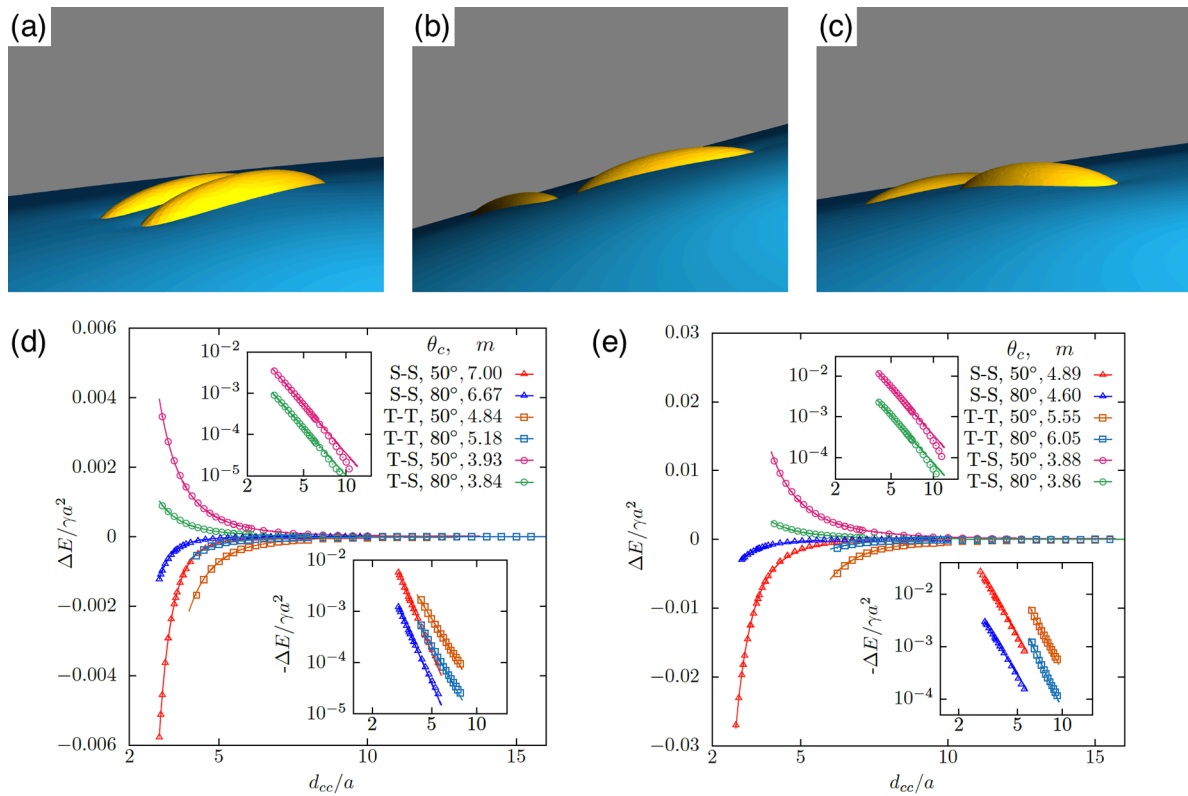 (a)
(b)
(c)
(d)
0.006
0.004
0.002
0
−0.002
−0.004
−0.006
ΔE/γa²
2
5
10
15
d_cc/a
θ_c, m
S-S, 50°, 7.00
S-S, 80°, 6.67
T-T, 50°, 4.84
T-T, 80°, 5.18
T-S, 50°, 3.93
T-S, 80°, 3.84
10⁻²
10⁻³
10⁻⁴
10⁻⁵
2
5
10
-ΔE/γa²
10⁻²
10⁻³
10⁻⁴
10⁻⁵
2
5
10
(e)
0.03
0.02
0.01
0
−0.01
−0.02
−0.03
ΔE/γa²
2
5
10
15
d_cc/a
θ_c, m
S-S, 50°, 4.89
S-S, 80°, 4.60
T-T, 50°, 5.55
T-T, 80°, 6.05
T-S, 50°, 3.88
T-S, 80°, 3.86
10⁻²
10⁻³
10⁻⁴
2
5
10
-ΔE/γa²
10⁻²
10⁻³
10⁻⁴
2
5
10